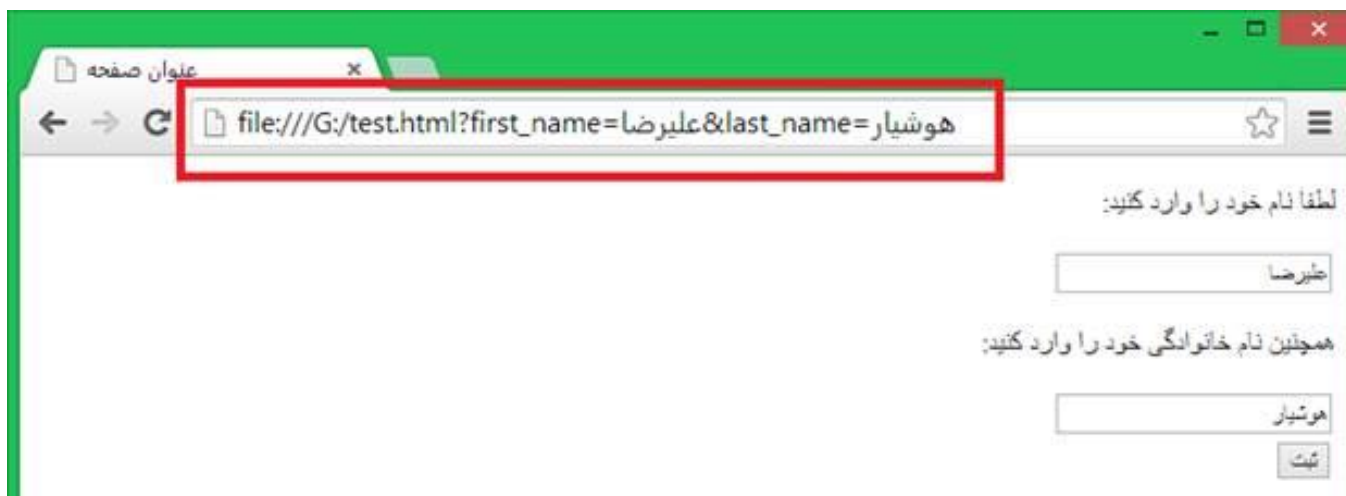 عنوان صفحه
file:///G:/test.html?first_name=علیرضا&last_name=هوشیار
لطفا نام خود را وارد کنید:
علیرضا
همچنین نام خانوادگی خود را وارد کنید:
هوشیار
ثبت